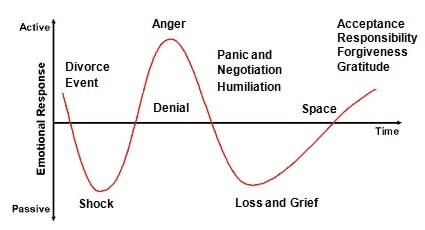 Active
Emotional Response
Passive
Divorce
Event
Shock
Anger
Denial
Panic and
Negotiation
Humiliation
Loss and Grief
Space
Acceptance
Responsibility
Forgiveness
Gratitude
Time